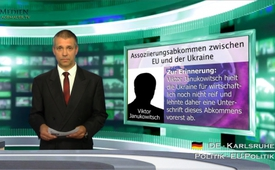 MEDIEN
Assoziierungsabkommen zwischen
EU und der Ukraine
Zur Erinnerung:
Viktor Janukowitsch hielt
die Ukraine für wirtschaft-
lich noch nicht reif und
lehnte daher eine Unter-
schrift dieses Abkommens
vorerst ab.
Viktor
Janukowitsch
DE-Karlsruhe
Politik - EU-Politik